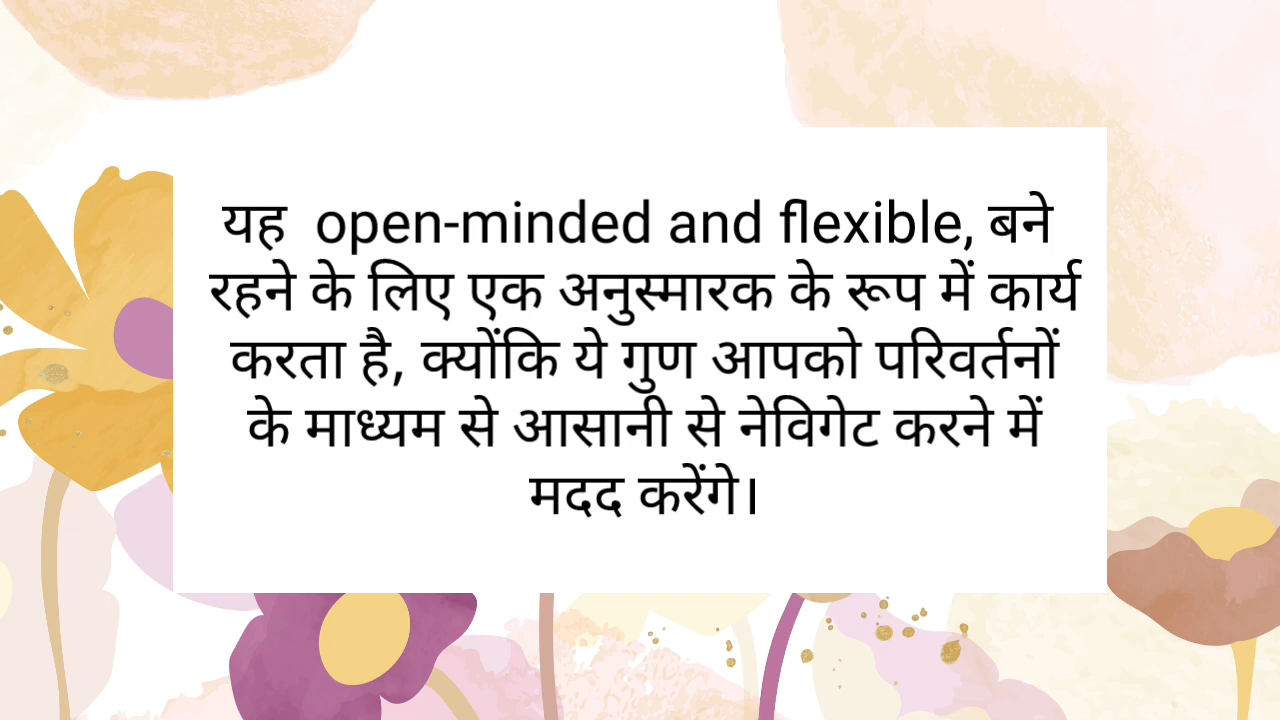 यह  open-minded and flexible, बने
रहने के लिए एक अनुस्मारक के रूप में कार्य
करता है, क्योंकि ये गुण आपको परिवर्तनों
के माध्यम से आसानी से नेविगेट करने में
मदद करेंगे।